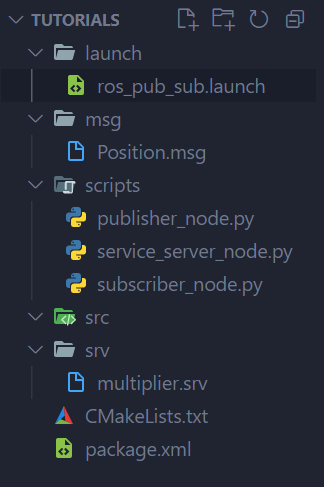 TUTORIALS
launch
ros_pub_sub.launch
msg
Position.msg
scripts
publisher_node.py
service_server_node.py
subscriber_node.py
src
srv
multiplier.srv
CMakeLists.txt
package.xml